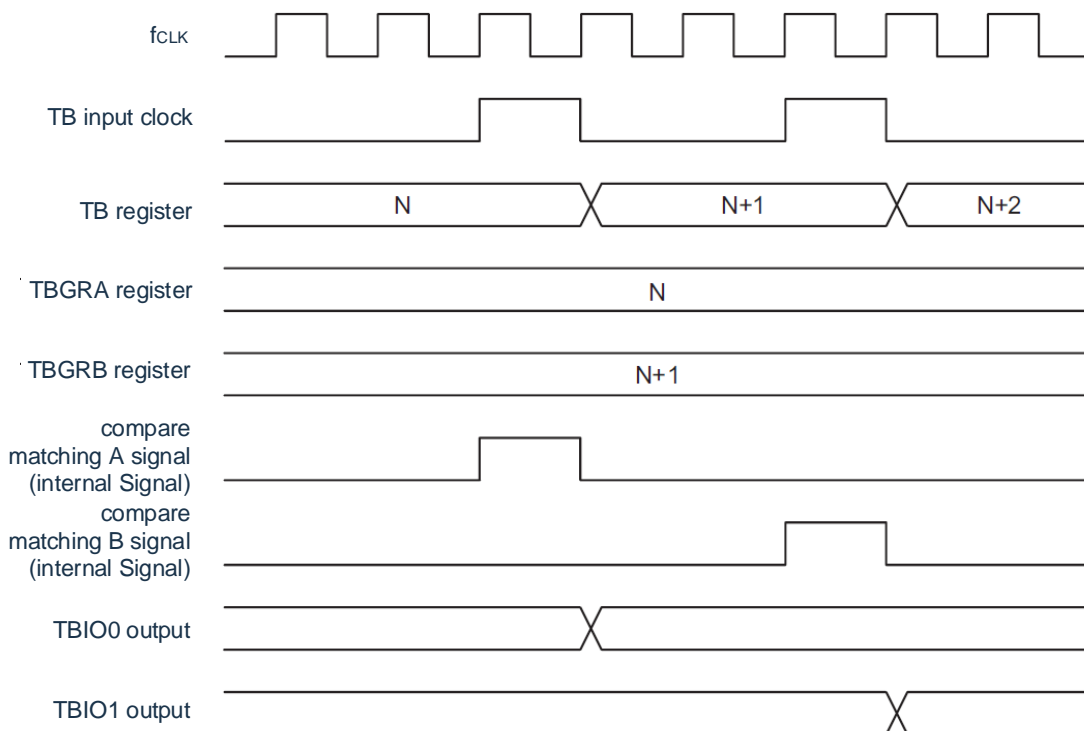 fCLK
TB input clock
TB register
N
N+1
N+2
TBGRA register
N
TBGRB register
N+1
compare
matching A signal
(internal Signal)
compare
matching B signal
(internal Signal)
TBIO0 output
TBIO1 output